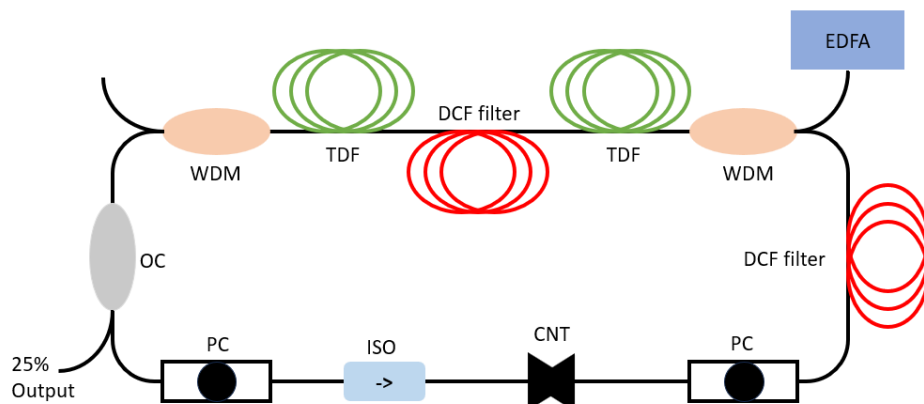 EDFA
DCF filter
WDM
TDF
TDF
WDM
OC
DCF filter
PC
ISO
CNT
PC
25%
Output
->